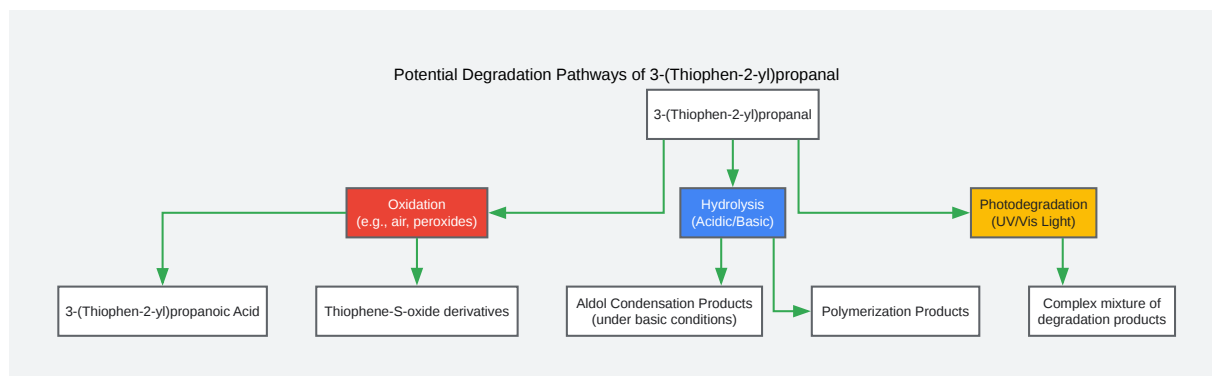 Potential Degradation Pathways of 3-(Thiophen-2-yl)propanal
3-(Thiophen-2-yl)propanal
Oxidation
(e.g., air, peroxides)
Hydrolysis
(Acidic/Basic)
Photodegradation
(UV/Vis Light)
3-(Thiophen-2-yl)propanoic Acid
Thiophene-S-oxide derivatives
Aldol Condensation Products
(under basic conditions)
Polymerization Products
Complex mixture of
degradation products